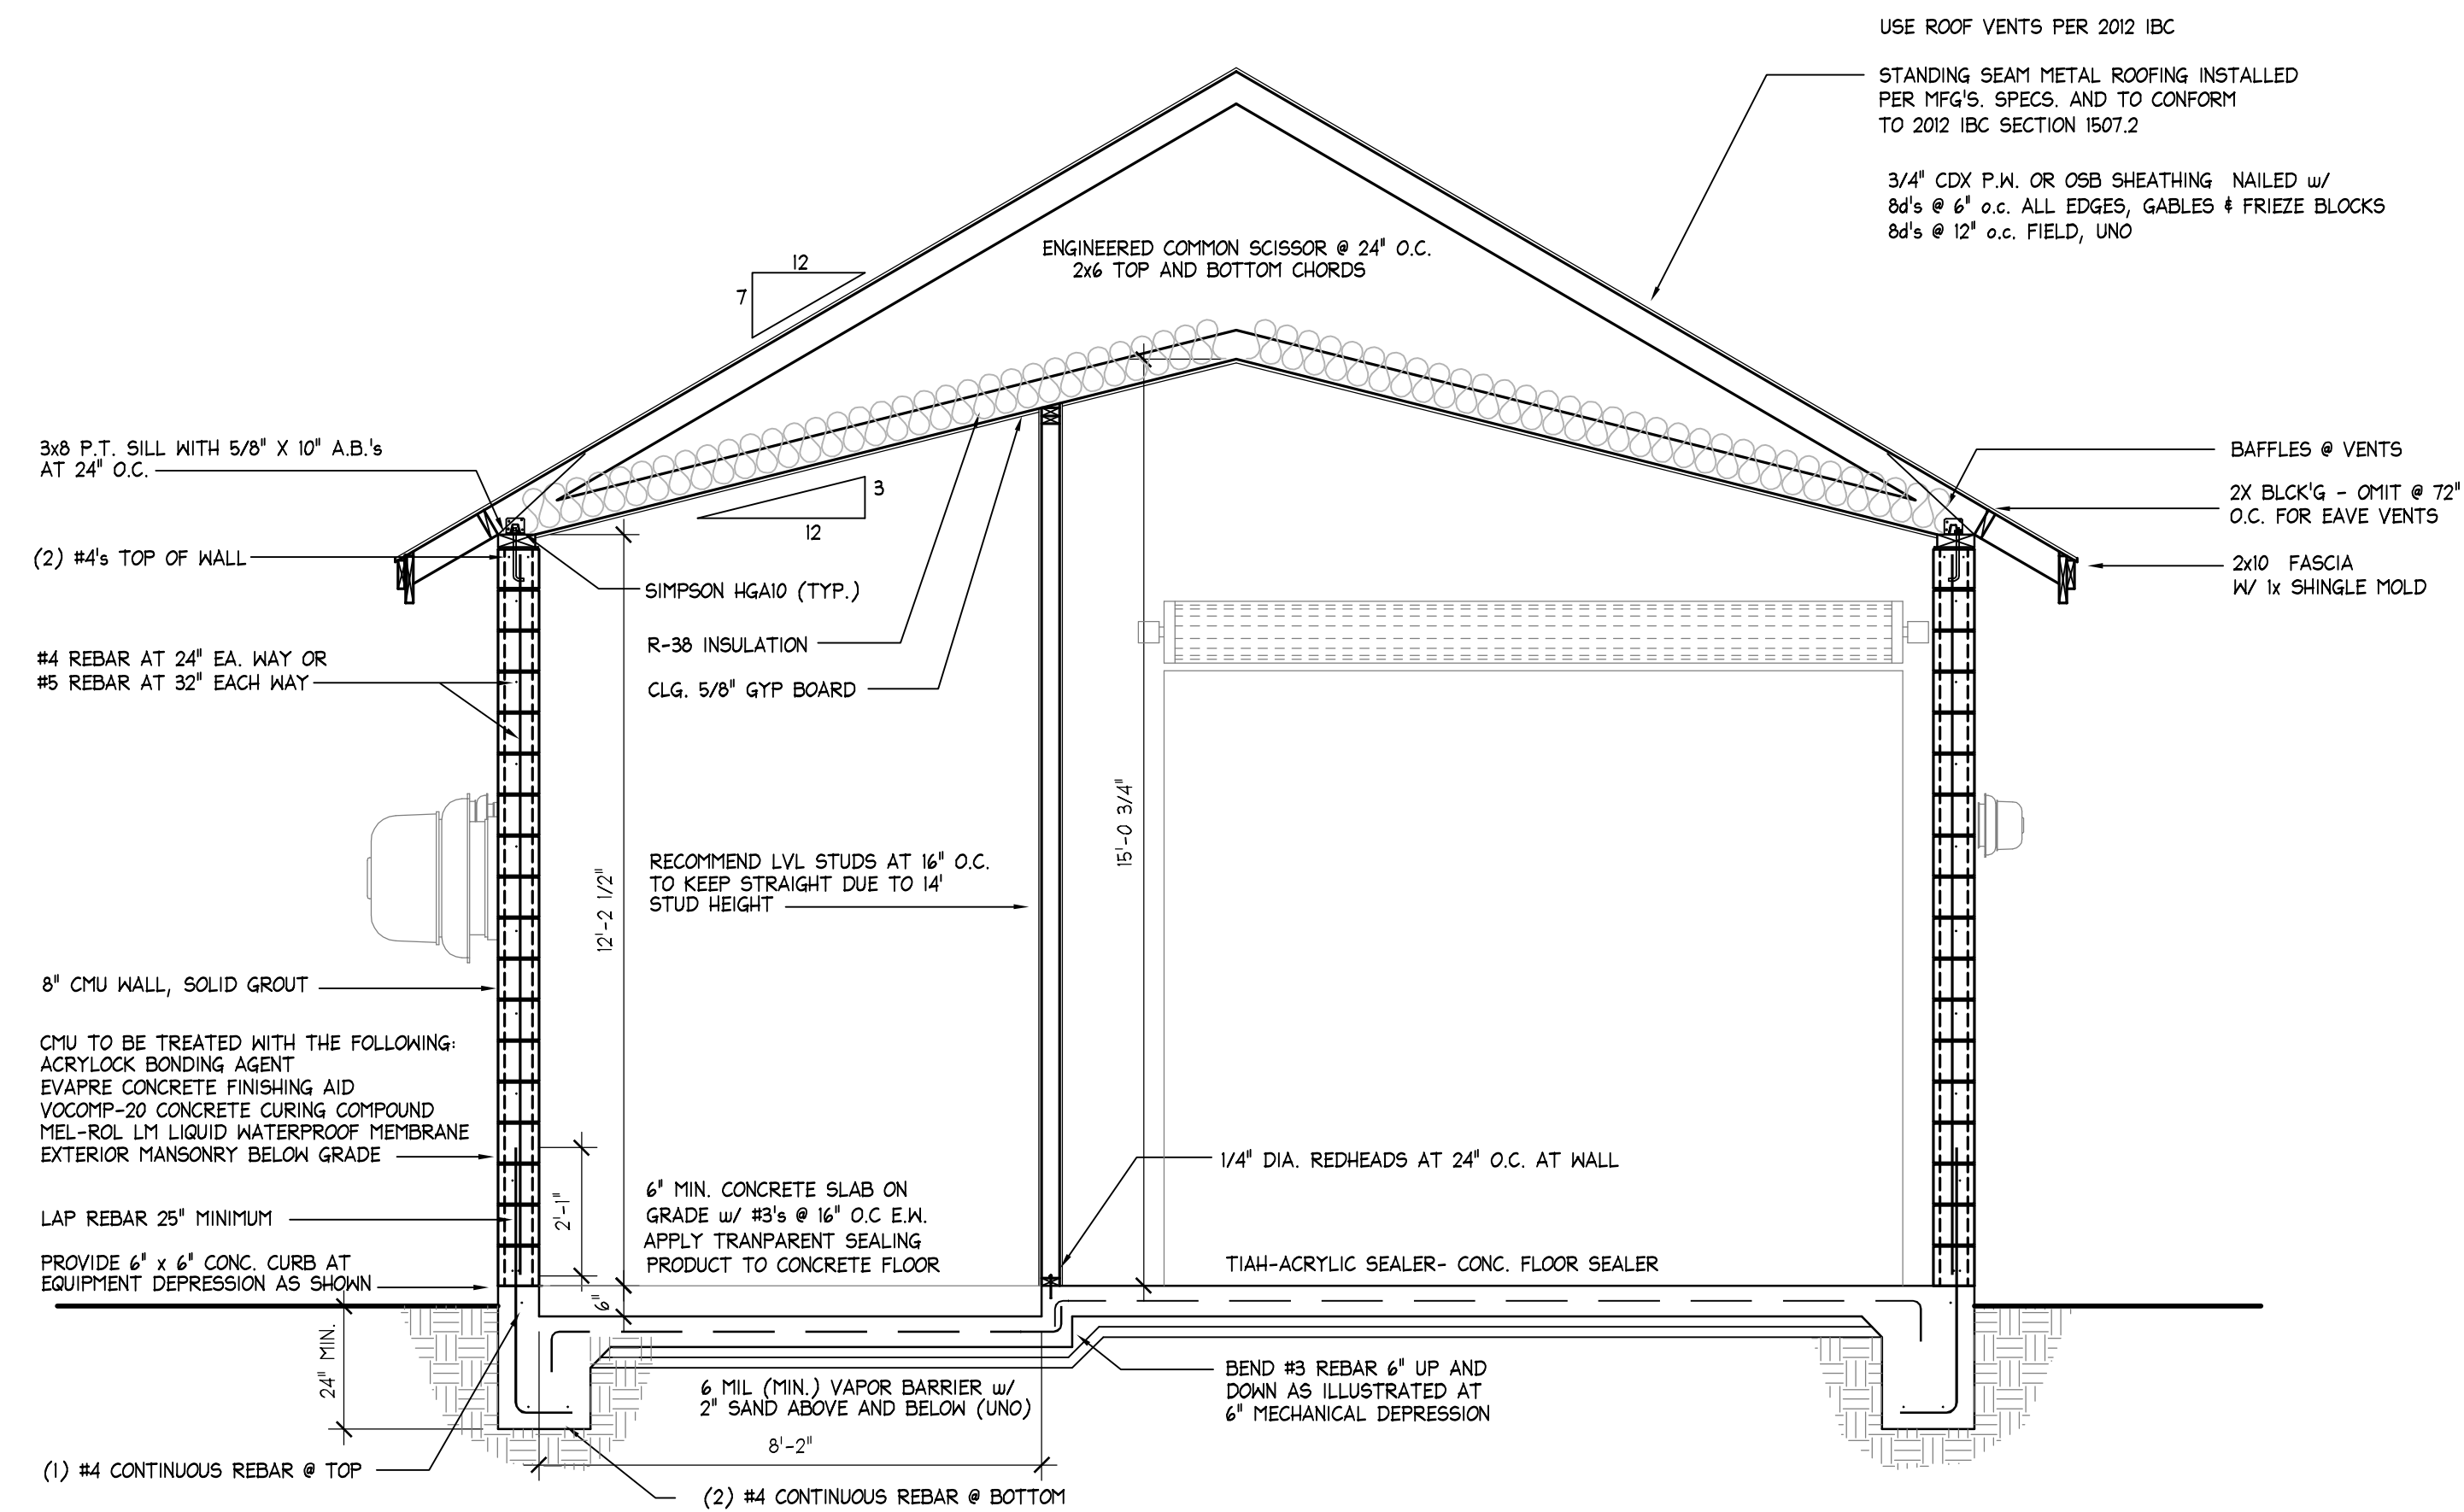 USE ROOF VENTS PER 2012 IBC
STANDING SEAM METAL ROOFING INSTALLED
PER MFG'S. SPECS. AND TO CONFORM
TO 2012 IBC SECTION 1507.2
3/4" CDX P.W. OR OSB SHEATHING NAILED w/
8d's @ 6" o.c. ALL EDGES, GABLES & FRIEZE BLOCKS
8d's @ 12" o.c. FIELD, UNO
ENGINEERED COMMON SCISSOR @ 24" O.C.
2x6 TOP AND BOTTOM CHORDS
12
7
3
12
3x8 P.T. SILL WITH 5/8" X 10" A.B.'s
AT 24" O.C.
(2) #4's TOP OF WALL
#4 REBAR AT 24" EA. WAY OR
#5 REBAR AT 32" EACH WAY
8" CMU WALL, SOLID GROUT
CMU TO BE TREATED WITH THE FOLLOWING:
ACRYLOCK BONDING AGENT
EVAPRE CONCRETE FINISHING AID
VOCOMP-20 CONCRETE CURING COMPOUND
MEL-ROL LM LIQUID WATERPROOF MEMBRANE
EXTERIOR MANSONRY BELOW GRADE
LAP REBAR 25" MINIMUM
PROVIDE 6" x 6" CONC. CURB AT
EQUIPMENT DEPRESSION AS SHOWN
24" MIN.
(1) #4 CONTINUOUS REBAR @ TOP
SIMPSON HGA10 (TYP.)
R-38 INSULATION
CLG. 5/8" GYP BOARD
12'-2 1/2"
RECOMMEND LVL STUDS AT 16" O.C.
TO KEEP STRAIGHT DUE TO 14'
STUD HEIGHT
15'-0 3/4"
2'-1"
6"
6" MIN. CONCRETE SLAB ON
GRADE w/ #3's @ 16" O.C E.W.
APPLY TRANPARENT SEALING
PRODUCT TO CONCRETE FLOOR
6 MIL (MIN.) VAPOR BARRIER w/
2" SAND ABOVE AND BELOW (UNO)
8'-2"
(2) #4 CONTINUOUS REBAR @ BOTTOM
1/4" DIA. REDHEADS AT 24" O.C. AT WALL
TIAH-ACRYLIC SEALER- CONC. FLOOR SEALER
BEND #3 REBAR 6" UP AND
DOWN AS ILLUSTRATED AT
6" MECHANICAL DEPRESSION
BAFFLES @ VENTS
2X BLCK'G - OMIT @ 72"
O.C. FOR EAVE VENTS
2x10 FASCIA
W/ 1x SHINGLE MOLD